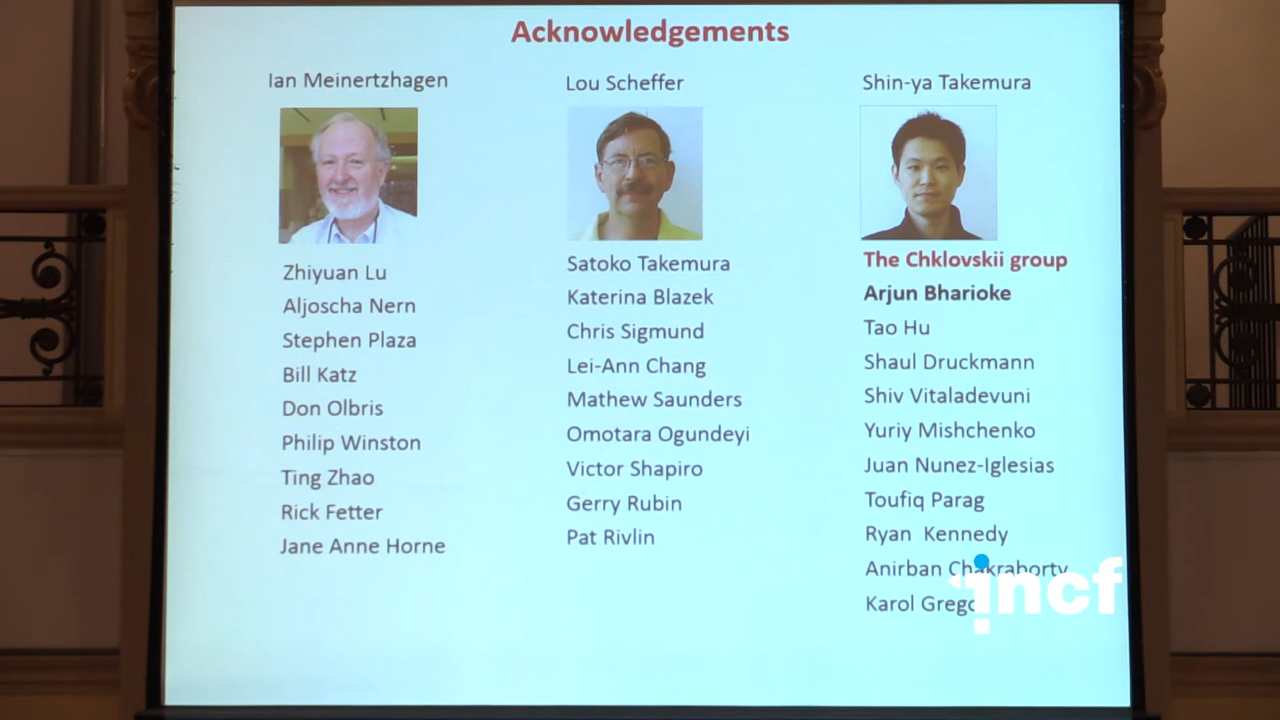 Acknowledgements
Ian Meinertzhagen
Zhiyuan Lu
Aljoscha Nern
Stephen Plaza
Bill Katz
Don Olbris
Philip Winston
Ting Zhao
Rick Fetter
Jane Anne Horne
Lou Scheffer
Satoko Takemura
Katerina Blazek
Chris Sigmund
Lei-Ann Chang
Mathew Saunders
Omotara Ogundeyi
Victor Shapiro
Gerry Rubin
Pat Rivlin
Shin-ya Takemura
The Chklovskii group
Arjun Bharioke
Tao Hu
Shaul Druckmann
Shiv Vitaladevuni
Yuriy Mishchenko
Juan Nunez-Iglesias
Toufiq Parag
Ryan Kennedy
Anirban Chakraborty
Karol
incf